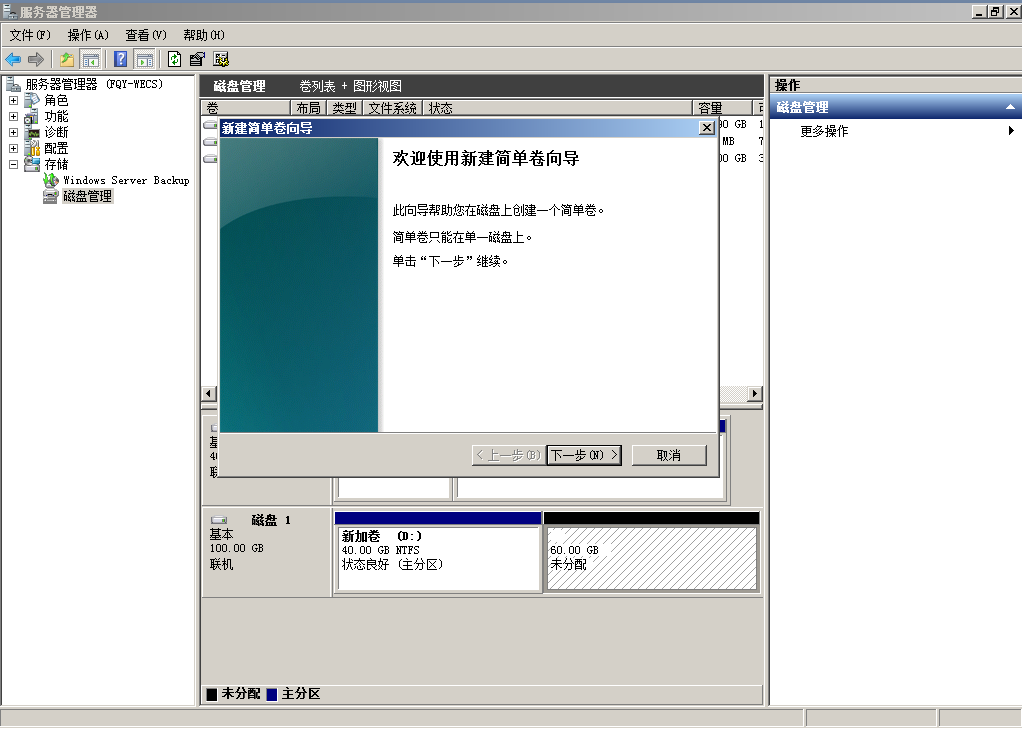 服务器管理器
文件(F) 操作(A) 查看(V) 帮助(H)
服务器管理器 (FQY-WECS)
角色
功能
诊断
配置
存储
Windows Server Backup
磁盘管理
磁盘管理 卷列表 + 图形视图
卷 布局 类型 文件系统 状态 容量
GB 1
MB 7
GB 3
新建简单卷向导
欢迎使用新建简单卷向导
此向导帮助您在磁盘上创建一个简单卷。
简单卷只能在单一磁盘上。
单击“下一步”继续。
< 上一步(B) 下一步(N) > 取消
磁盘 1
基本
100.00 GB
联机
新加卷 (D:)
40.00 GB NTFS
状态良好 (主分区)
60.00 GB
未分配
未分配 主分区
操作
磁盘管理
更多操作